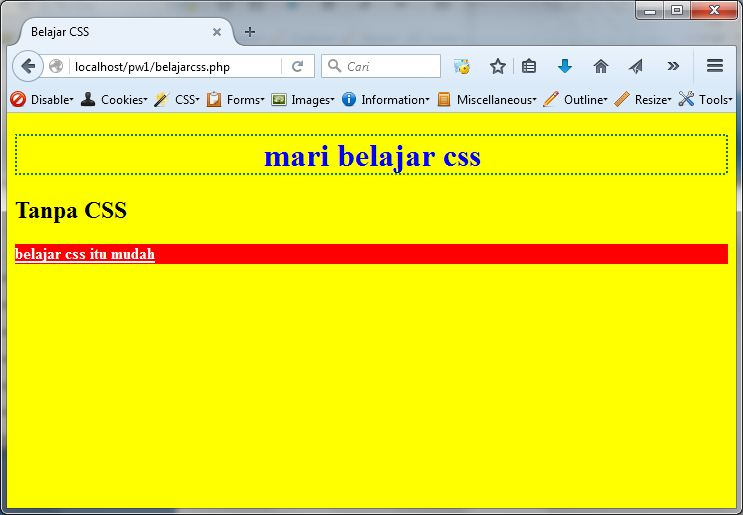 Belajar CSS
localhost/pw1/belajarcss.php
Cari
Disable Cookies CSS Forms Images Information Miscellaneous Outline Resize Tools
mari belajar css
Tanpa CSS
belajar css itu mudah